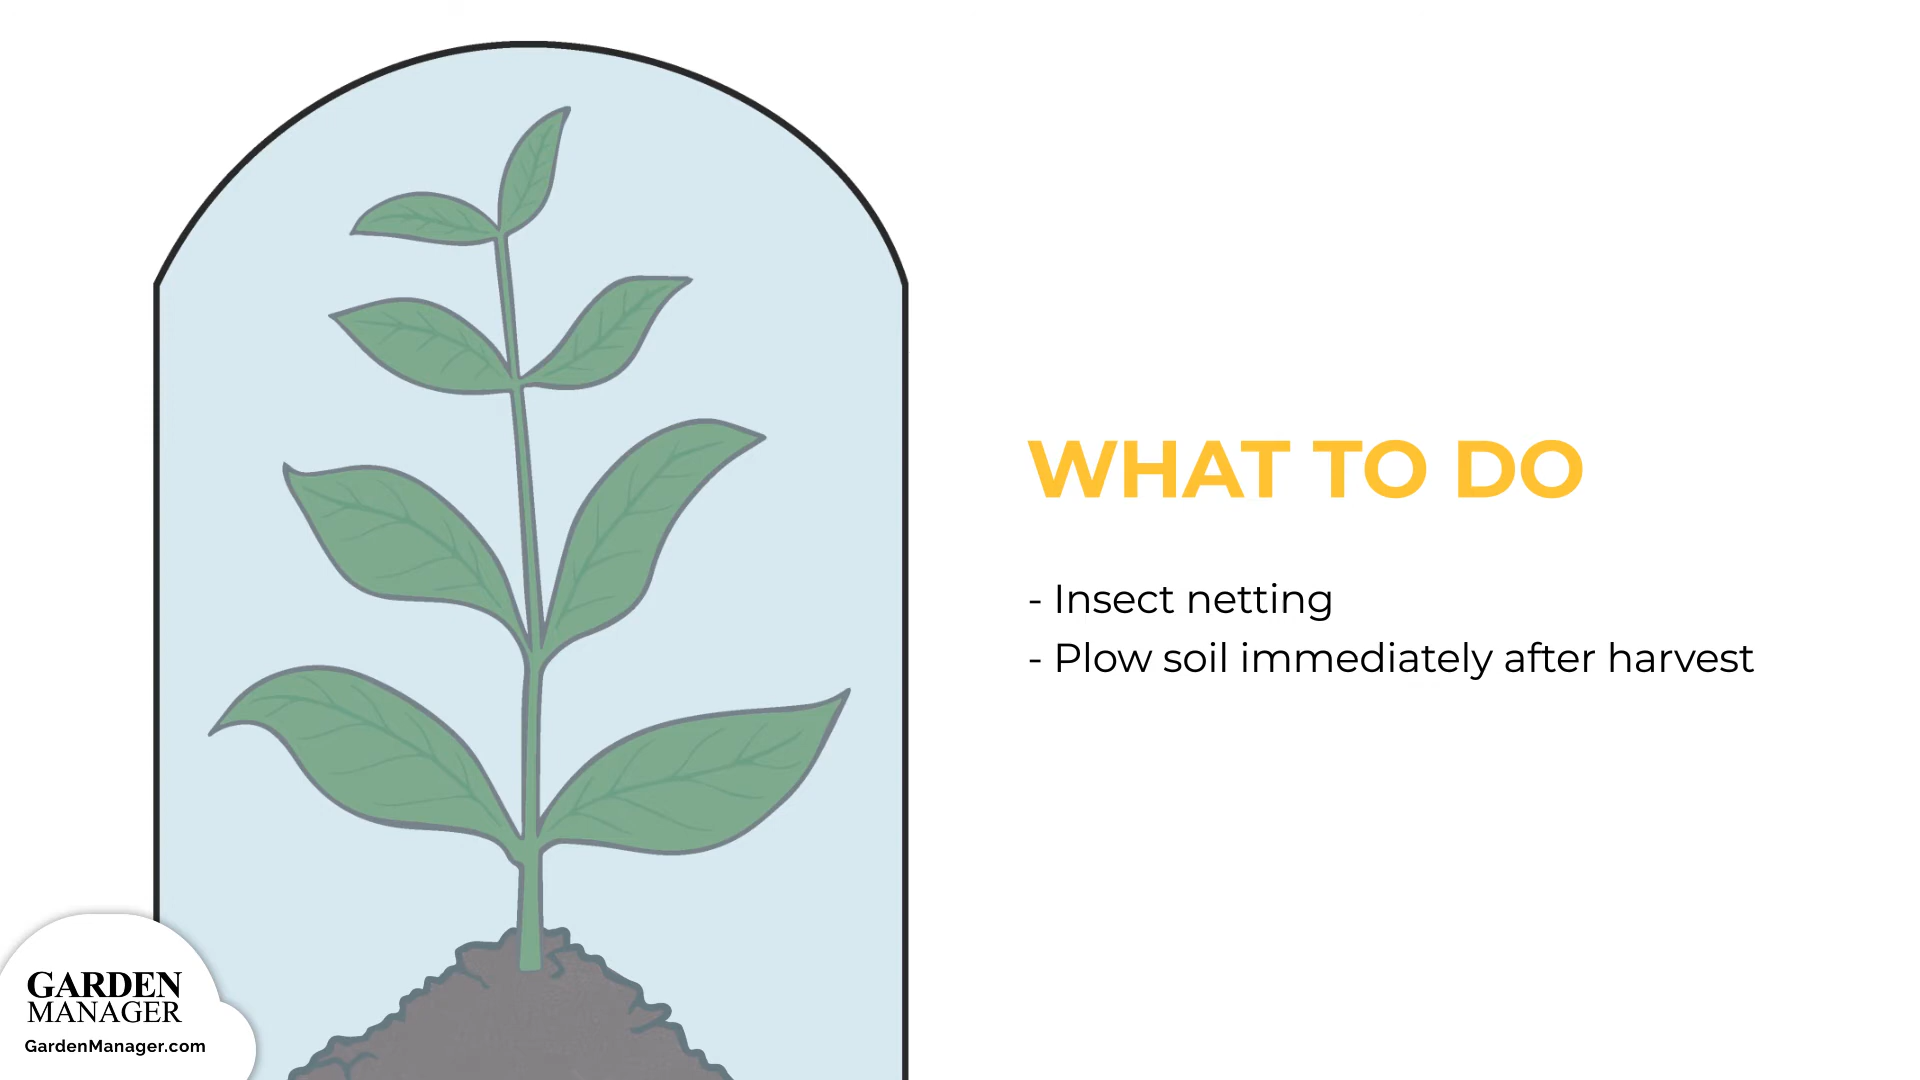 WHAT TO DO
- Insect netting
- Plow soil immediately after harvest
GARDEN
MANAGER
GardenManager.com